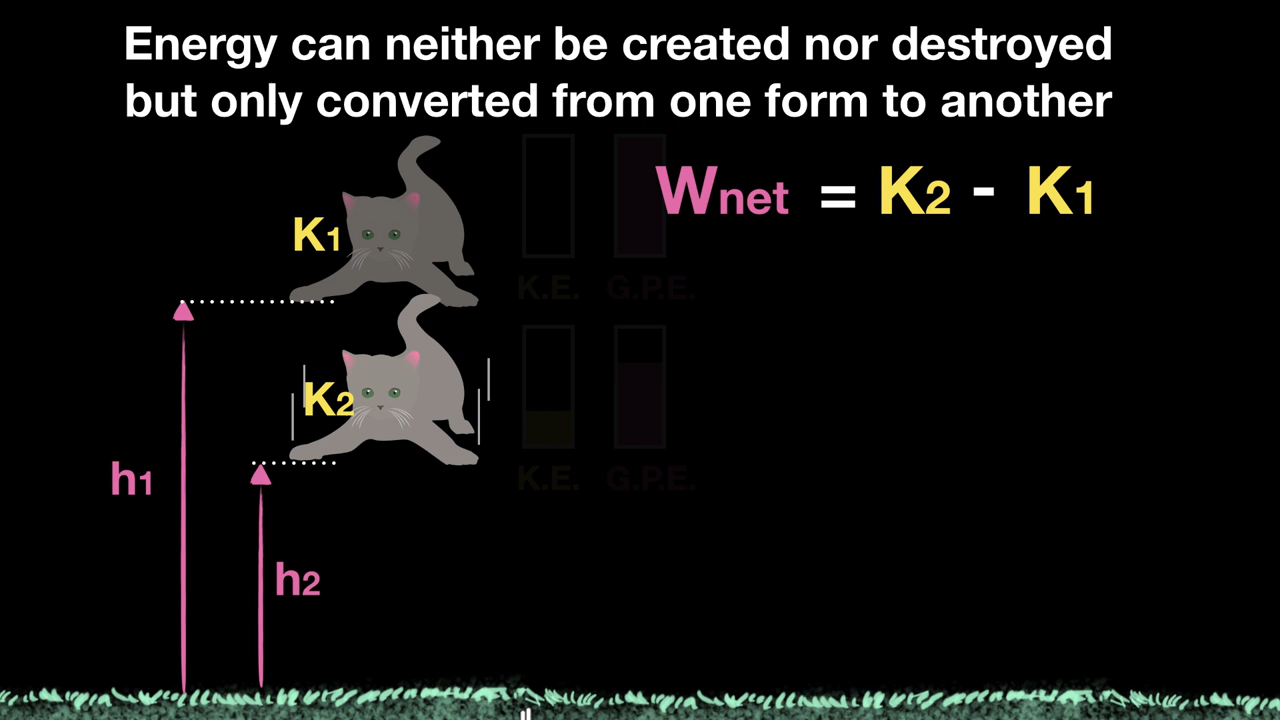 Energy can neither be created nor destroyed
but only converted from one form to another
Wnet = K2 - K1
K1
K.E. G.P.E.
K2
K.E. G.P.E.
h1
h2